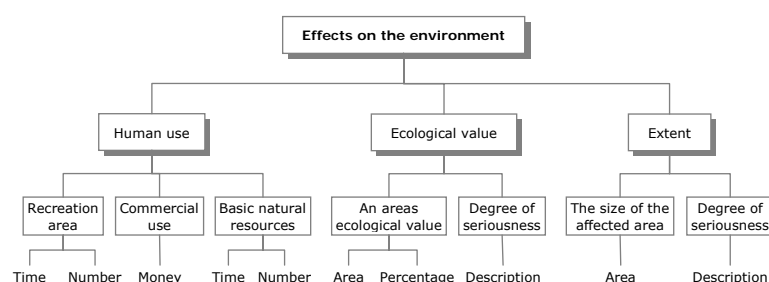 Effects on the environment
Human use
Ecological value
Extent
Recreation
area
Commercial
use
Basic natural
resources
An areas
ecological value
Degree of
seriousness
The size of the
affected area
Degree of
seriousness
Time
Number
Money
Time
Number
Area
Percentage
Description
Area
Description